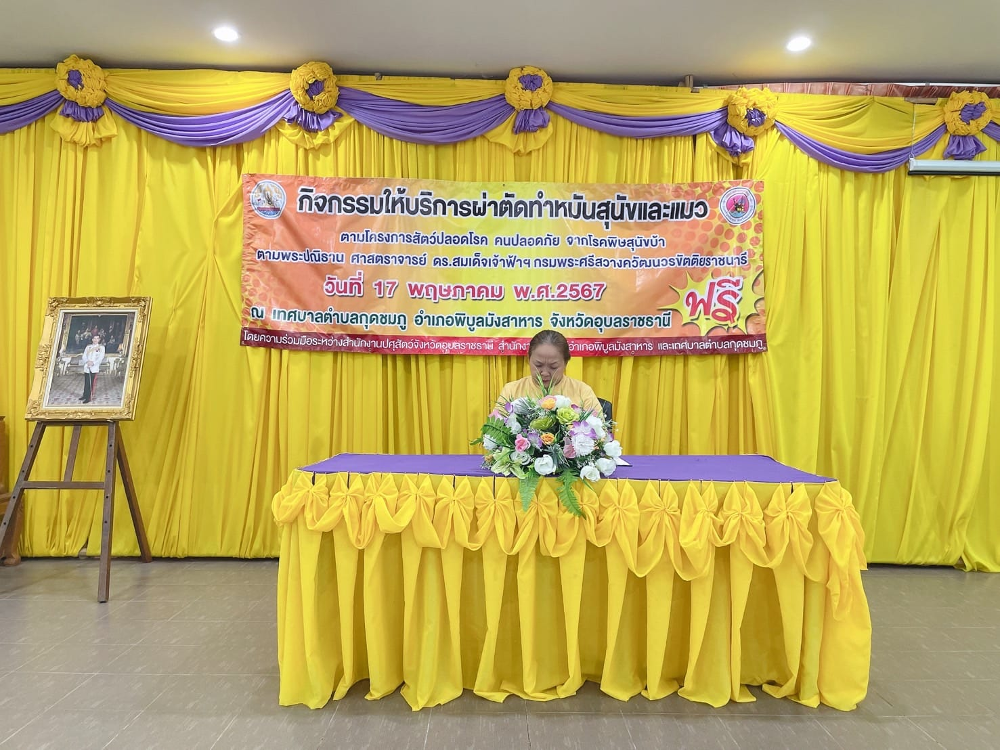 กิจกรรมให้บริการผ่าตัดทำหมันสุนัขและแมว
ตามโครงการสัตว์ปลอดโรค คนปลอดภัย จากโรคพิษสุนัขบ้า
ตามพระปณิธาน ศาสตราจารย์ ดร.สมเด็จเจ้าฟ้าฯ กรมพระศรีสวางควัฒนวรขัตติยราชนารี
วันที่ 17 พฤษภาคม พ.ศ.2567
ฟรี
ณ เทศบาลตำบลกุดชมภู อำเภอพิบูลมังสาหาร จังหวัดอุบลราชธานี
โดยความร่วมมือระหว่างสำนักงานปศุสัตว์จังหวัดอุบลราชธานี สำนักงา อำเภอพิบูลมังสาหาร และเทศบาลตำบลกุดชมภู